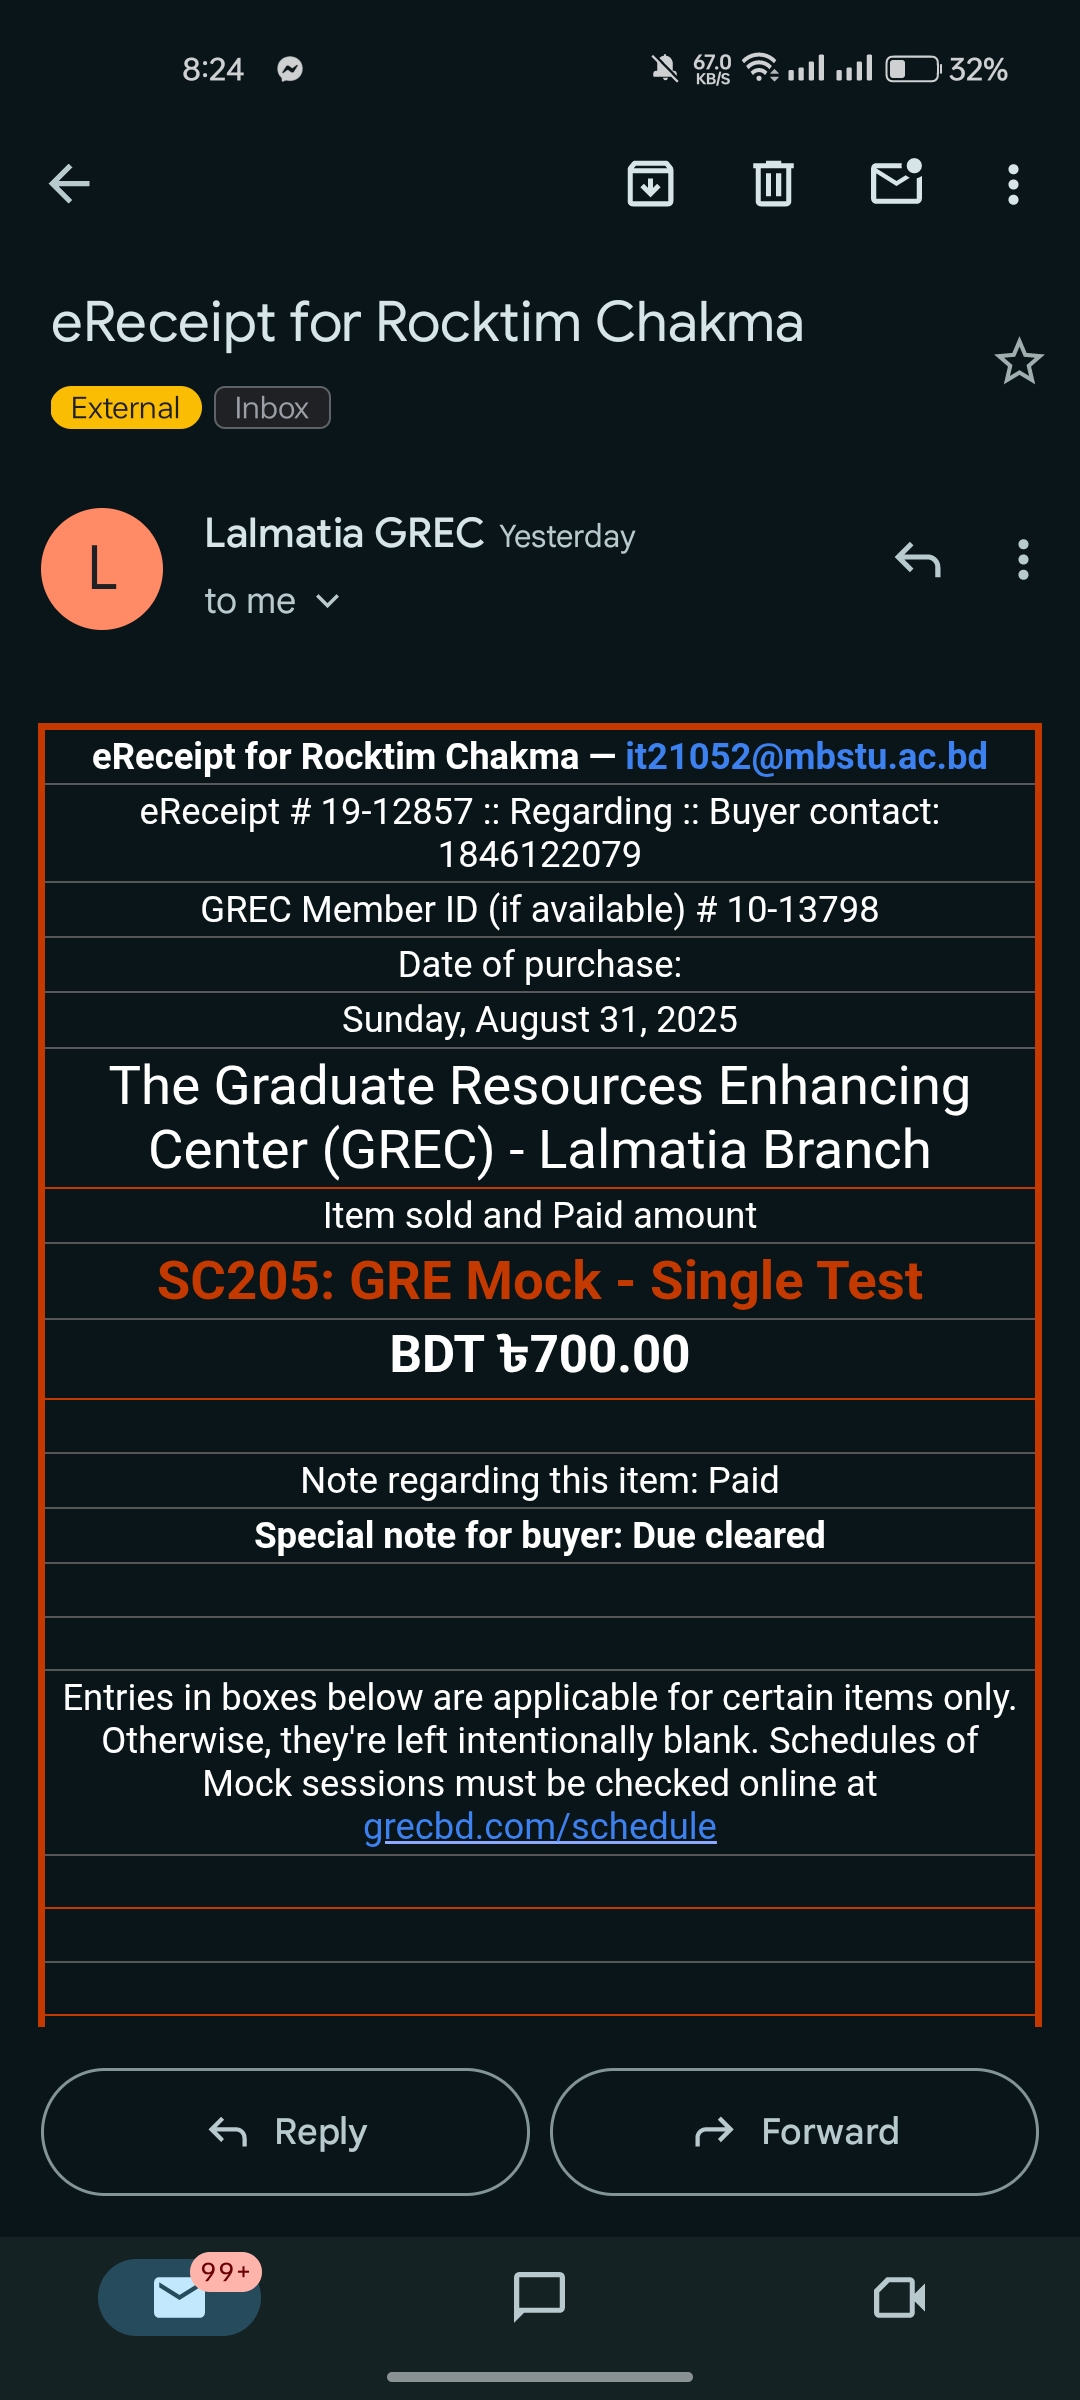 8:24
67.0
KB/S
32%
eReceipt for Rocktim Chakma
External
Inbox
L
Lalmatia GREC Yesterday
to me
eReceipt for Rocktim Chakma — it21052@mbstu.ac.bd
eReceipt # 19-12857 :: Regarding :: Buyer contact:
1846122079
GREC Member ID (if available) # 10-13798
Date of purchase:
Sunday, August 31, 2025
The Graduate Resources Enhancing
Center (GREC) - Lalmatia Branch
Item sold and Paid amount
SC205: GRE Mock - Single Test
BDT ৳700.00
Note regarding this item: Paid
Special note for buyer: Due cleared
Entries in boxes below are applicable for certain items only.
Otherwise, they're left intentionally blank. Schedules of
Mock sessions must be checked online at
grecbd.com/schedule
Reply
Forward
99+